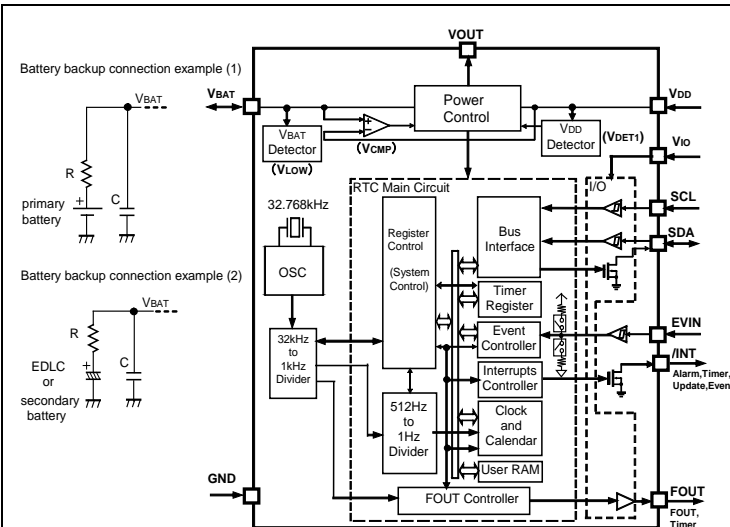 VOUT
Battery backup connection example (1)
VBAT
R
+
C
primary
battery
Battery backup connection example (2)
VBAT
R
+
C
EDLC
or
secondary
battery
VBAT
VDD
VIO
SCL
SDA
EVIN
/INT
Alarm,Timer,
Update,Even
FOUT
FOUT,
Timer
GND
Power
Control
VBAT
Detector
(VLOW)
+
−
(VCMP)
VDD
Detector
(VDET1)
I/O
RTC Main Circuit
32.768kHz
OSC
32kHz
to
1kHz
Divider
Register
Control
(System
Control)
512Hz
to
1Hz
Divider
Bus
Interface
Timer
Register
Event
Controller
Interrupts
Controller
Clock
and
Calendar
User RAM
FOUT Controller